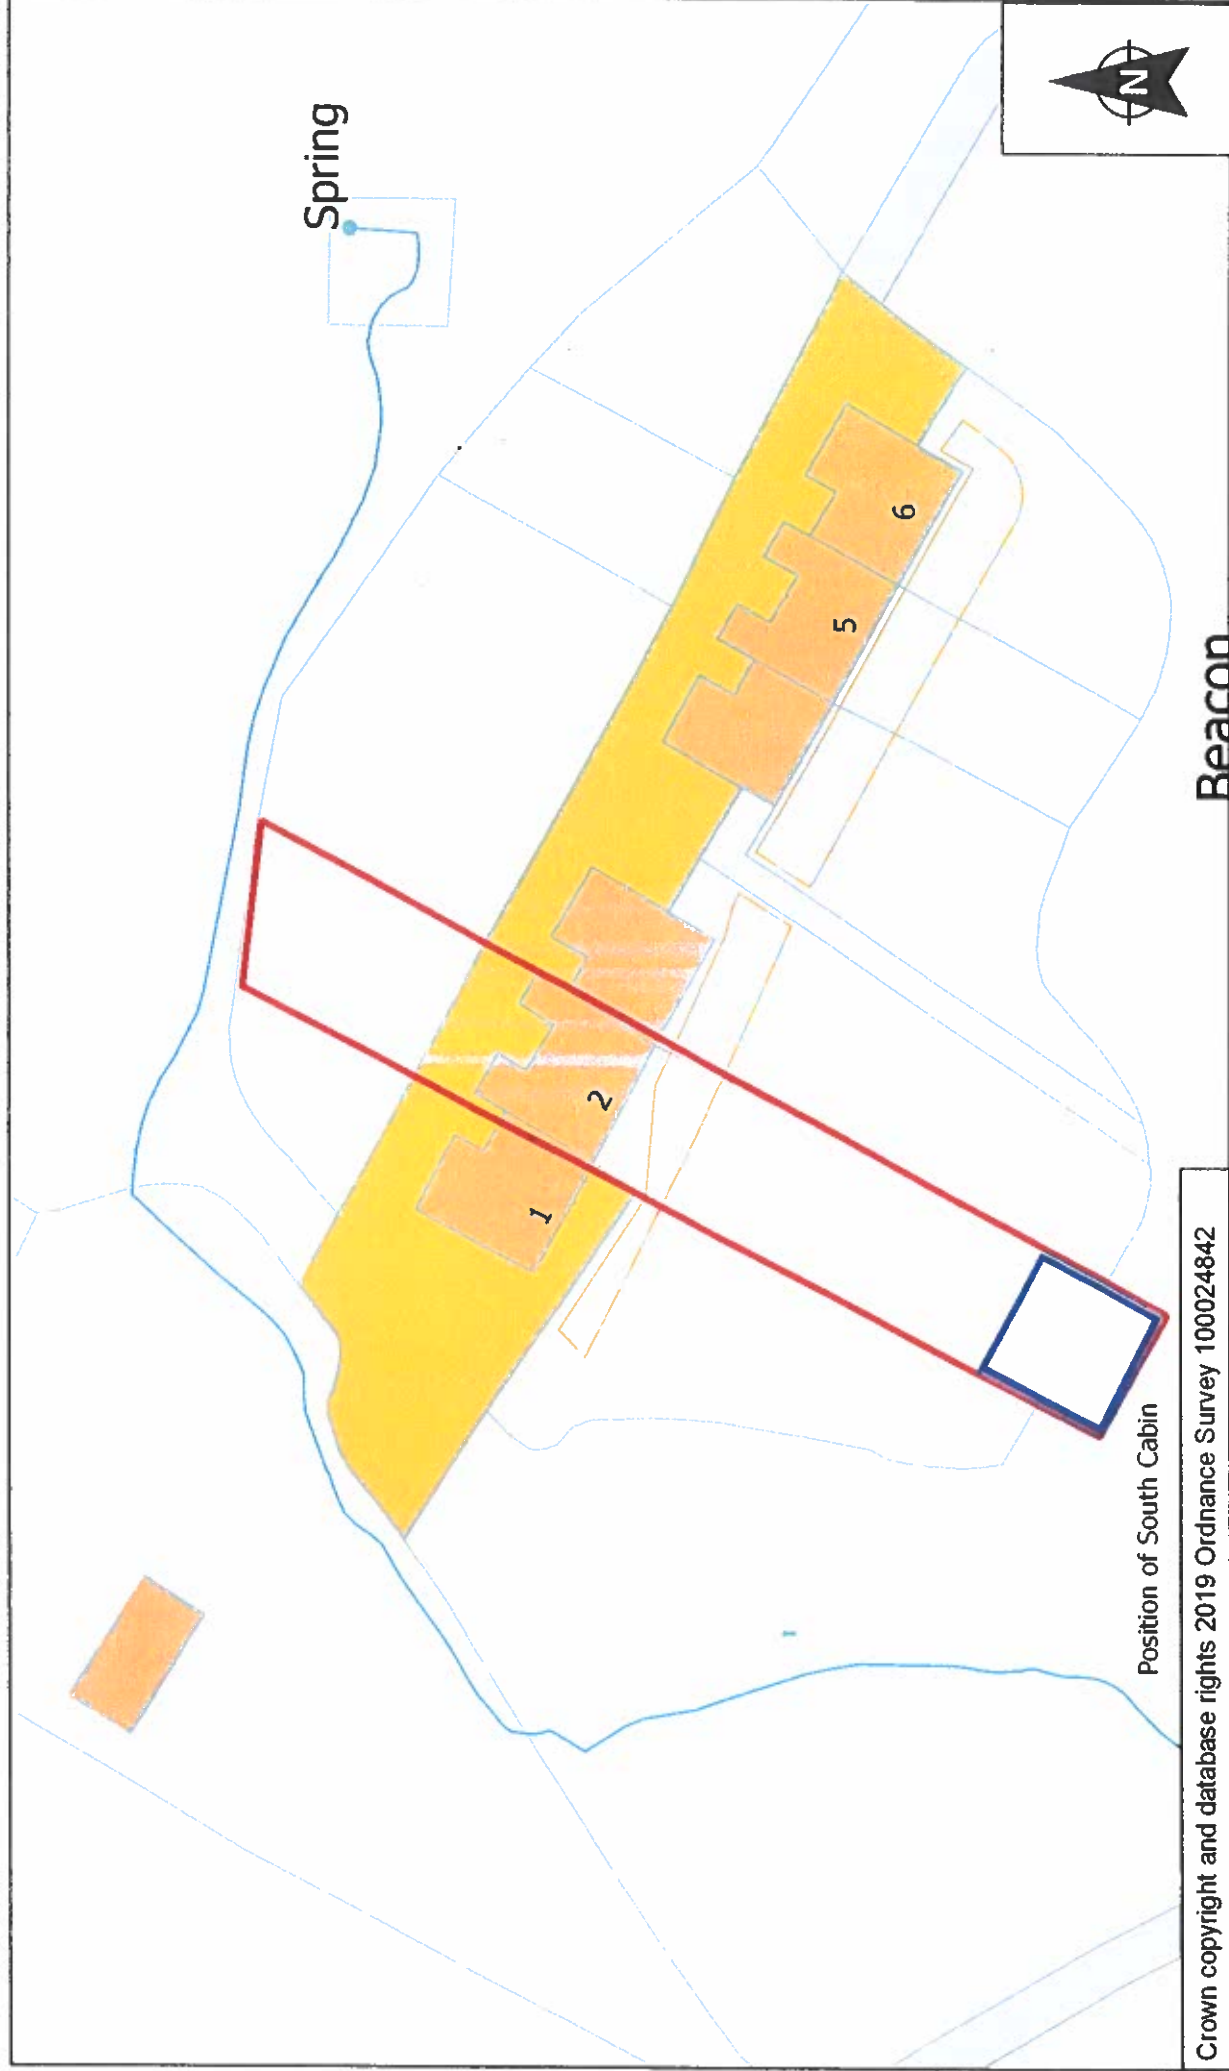 Spring
N
1
2
5
6
Beacon
Position of South Cabin
Crown copyright and database rights 2019 Ordnance Survey 100024842